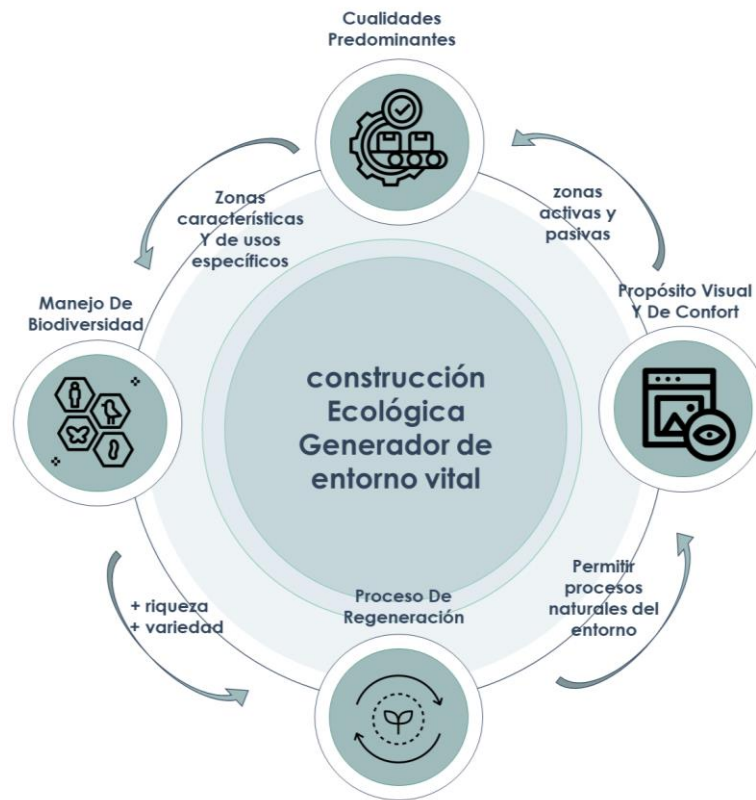 Cualidades
Predominantes
Zonas
características
Y de usos
específicos
zonas
activas y
pasivas
Manejo De
Biodiversidad
Propósito Visual
Y De Confort
construcción
Ecológica
Generador de
entorno vital
+ riqueza
+ variedad
Proceso De
Regeneración
Permitir
procesos
naturales del
entorno